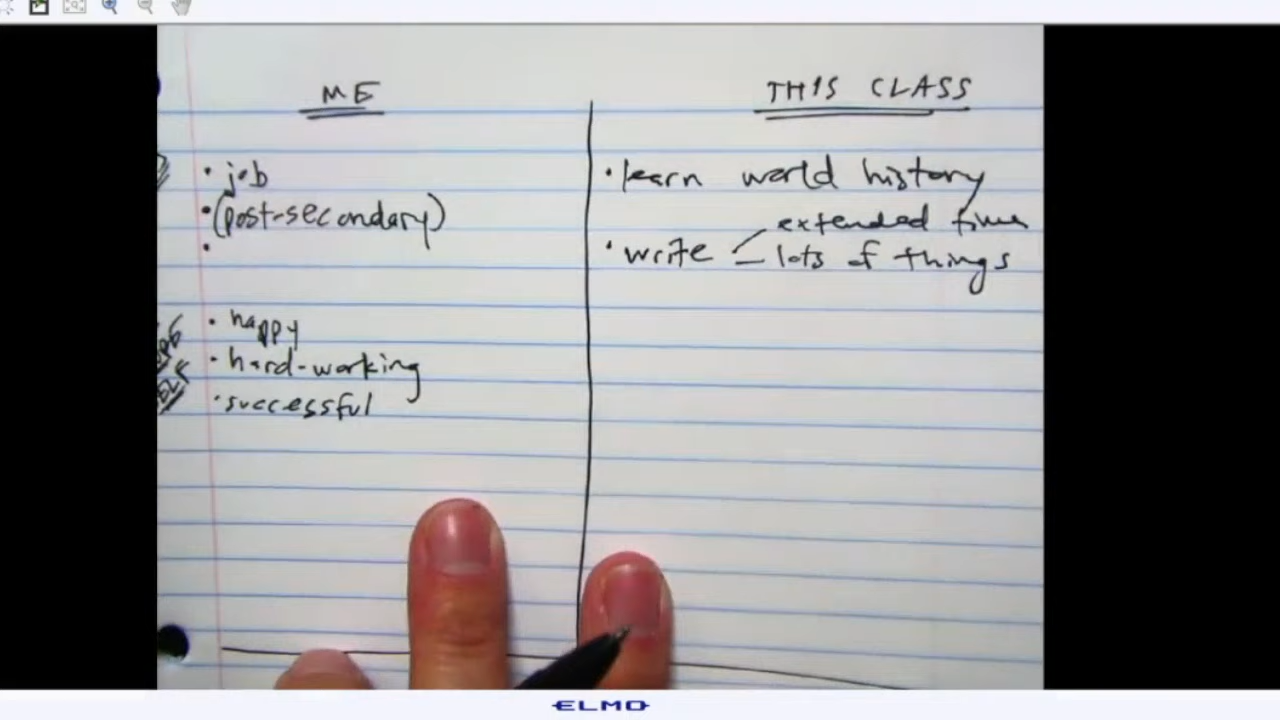 ME
• job
• (post-secondary)
•
• happy
• hard-working
• successful
THIS CLASS
• learn world history
• write
extended time
lots of things
ELMO